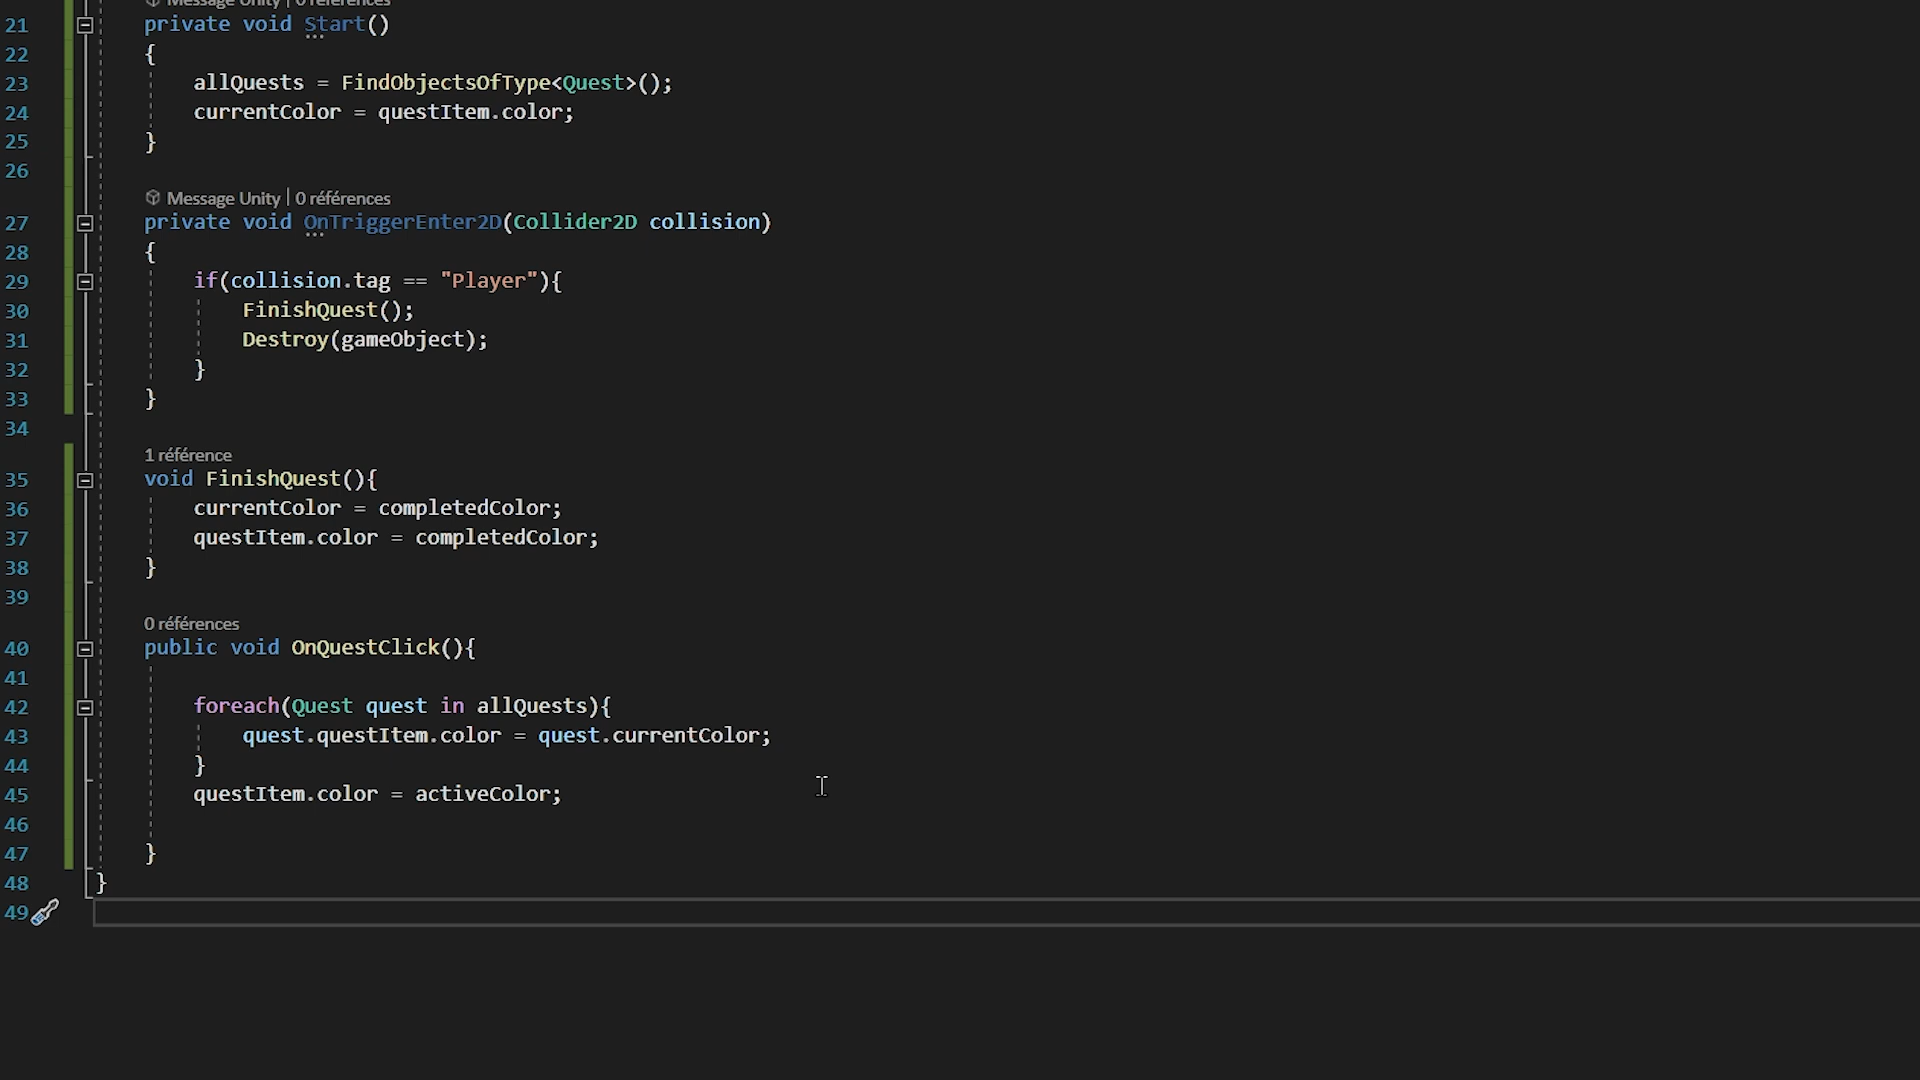 Message Unity | 0 références
21 private void Start()
22 {
23 allQuests = FindObjectsOfType<Quest>();
24 currentColor = questItem.color;
25 }
26
Message Unity | 0 références
27 private void OnTriggerEnter2D(Collider2D collision)
28 {
29 if(collision.tag == "Player"){
30 FinishQuest();
31 Destroy(gameObject);
32 }
33 }
34
1 référence
35 void FinishQuest(){
36 currentColor = completedColor;
37 questItem.color = completedColor;
38 }
39
0 références
40 public void OnQuestClick(){
41
42 foreach(Quest quest in allQuests){
43 quest.questItem.color = quest.currentColor;
44 }
45 questItem.color = activeColor;
46
47 }
48 }
49